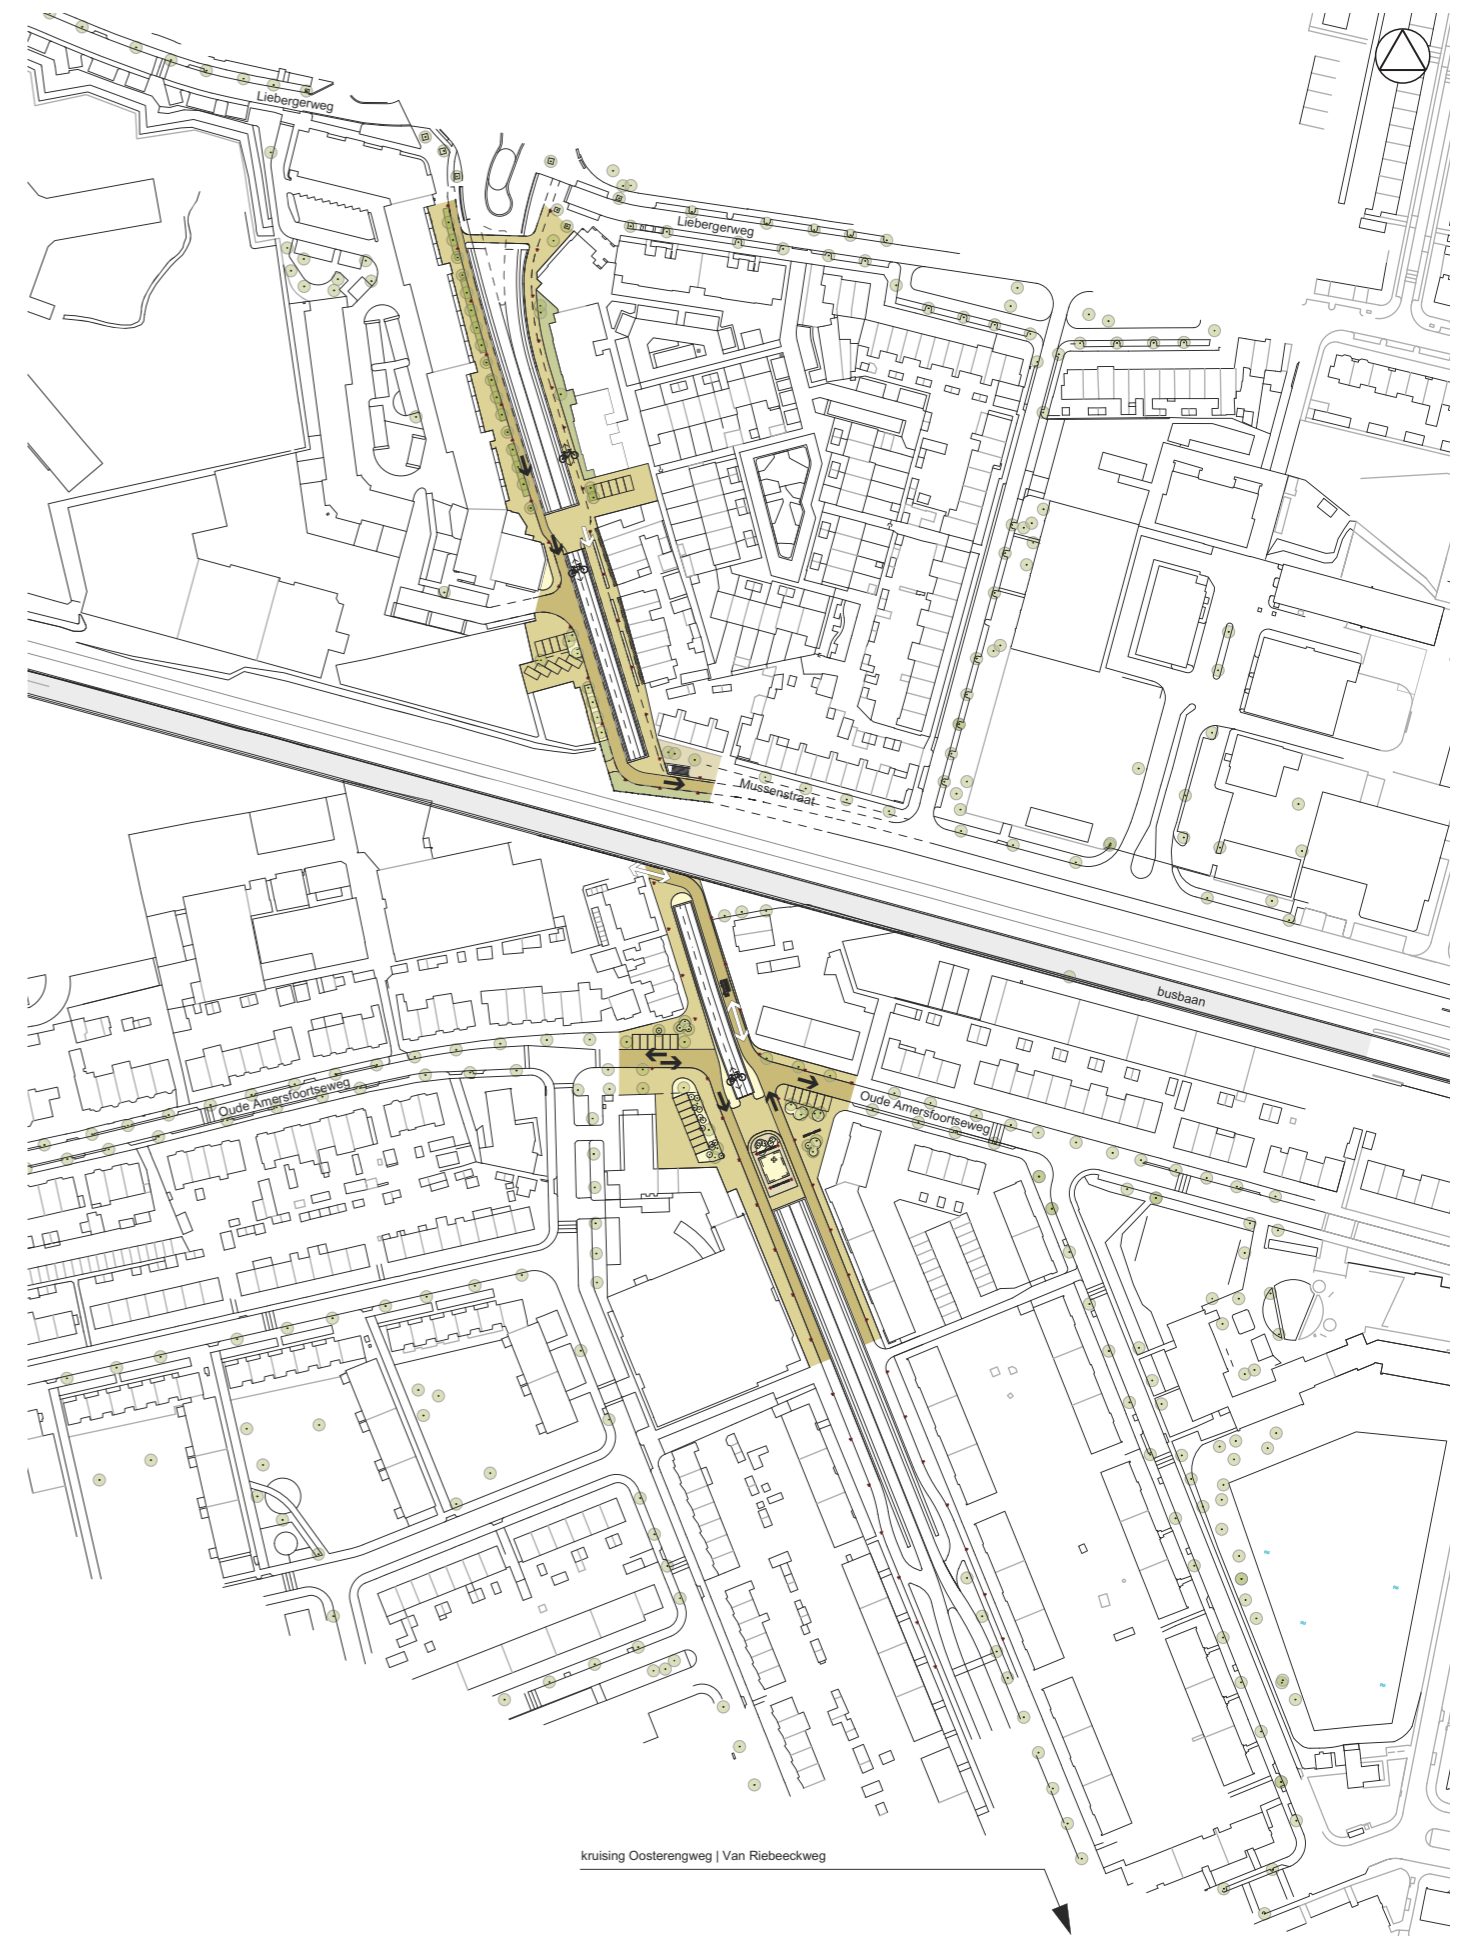 Liebergerweg
Liebergerweg
Mussenstraat
busbaan
Oude Amersfoortseweg
Oude Amersfoortseweg
kruising Oosterengweg | Van Riebeeckweg